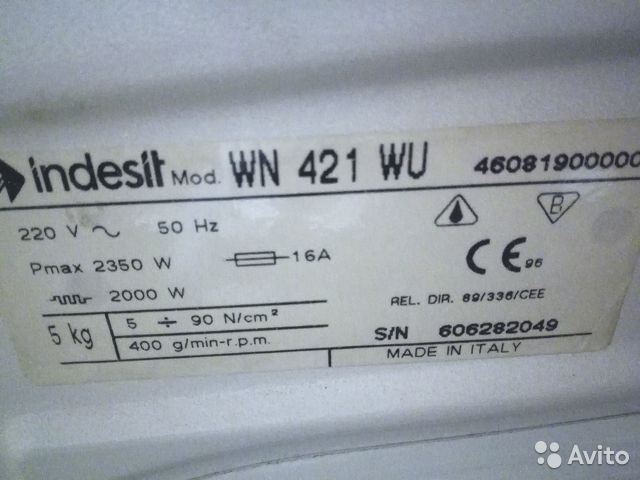 indesit Mod. WN 421 WU 46081900000
220 V ~ 50 Hz
Pmax 2350 W 16A
CE 96
2000 W
REL. DIR. 89/336/CEE
5 kg
5 ÷ 90 N/cm²
400 g/min-r.p.m.
S/N 606282049
MADE IN ITALY
B
Avito